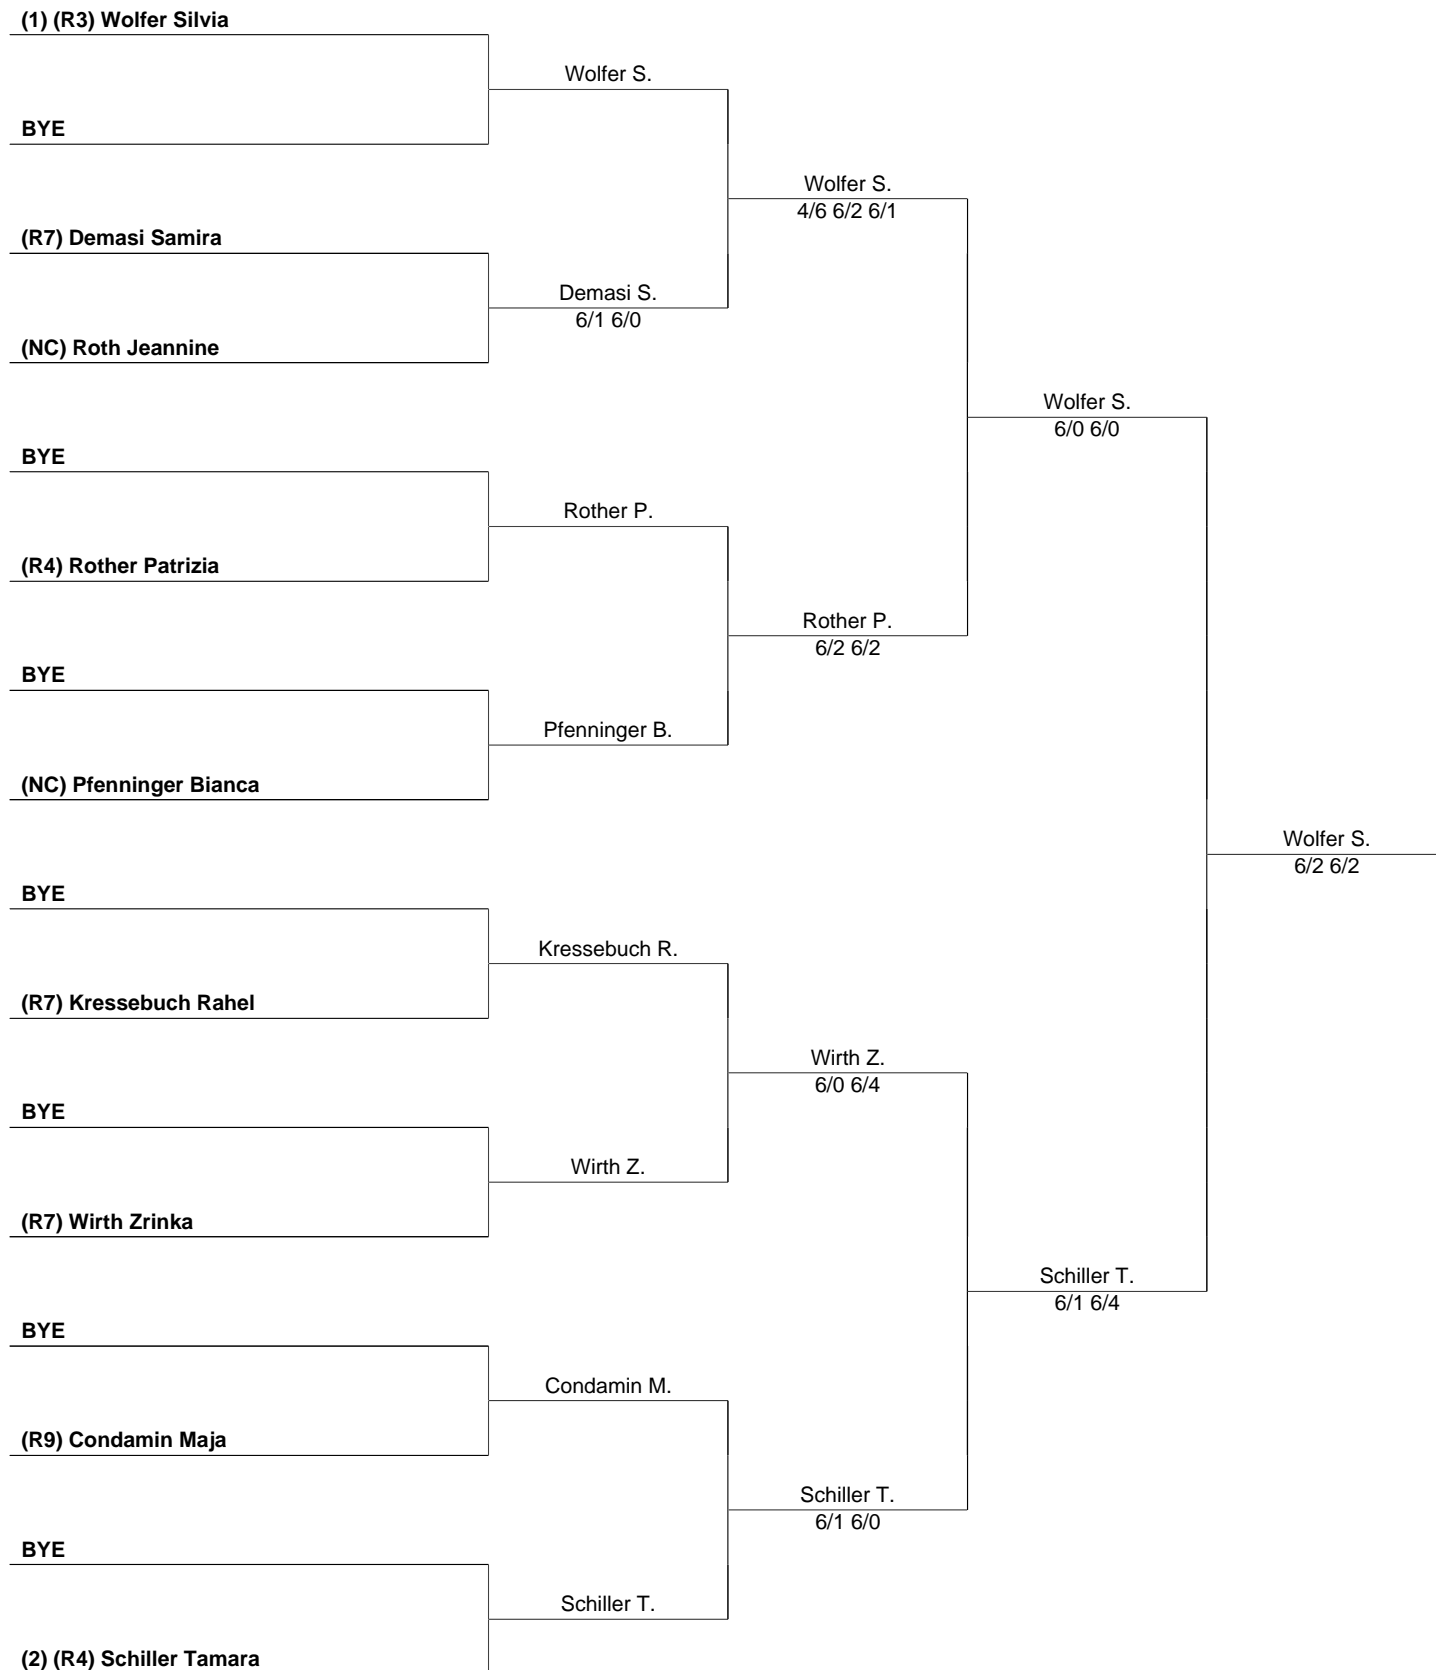 (1) (R3) Wolfer Silvia
Wolfer S.
BYE
Wolfer S.
4/6 6/2 6/1
(R7) Demasi Samira
Demasi S.
6/1 6/0
(NC) Roth Jeannine
Wolfer S.
6/0 6/0
BYE
Rother P.
(R4) Rother Patrizia
Rother P.
6/2 6/2
BYE
Pfenninger B.
(NC) Pfenninger Bianca
Wolfer S.
6/2 6/2
BYE
Kressebuch R.
(R7) Kressebuch Rahel
Wirth Z.
6/0 6/4
BYE
Wirth Z.
(R7) Wirth Zrinka
Schiller T.
6/1 6/4
BYE
Condamin M.
(R9) Condamin Maja
Schiller T.
6/1 6/0
BYE
Schiller T.
(2) (R4) Schiller Tamara